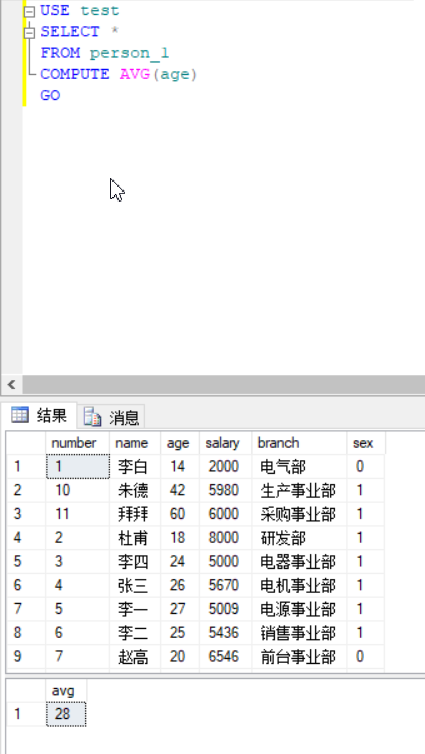 USE test
SELECT *
FROM person_1
COMPUTE AVG(age)
GO
结果 消息
number name age salary branch sex
1 1 李白 14 2000 电气部 0
2 10 朱德 42 5980 生产事业部 1
3 11 拜拜 60 6000 采购事业部 1
4 2 杜甫 18 8000 研发部 1
5 3 李四 24 5000 电器事业部 1
6 4 张三 26 5670 电机事业部 1
7 5 李一 27 5009 电源事业部 1
8 6 李二 25 5436 销售事业部 1
9 7 赵高 20 6546 前台事业部 0
avg
1 28